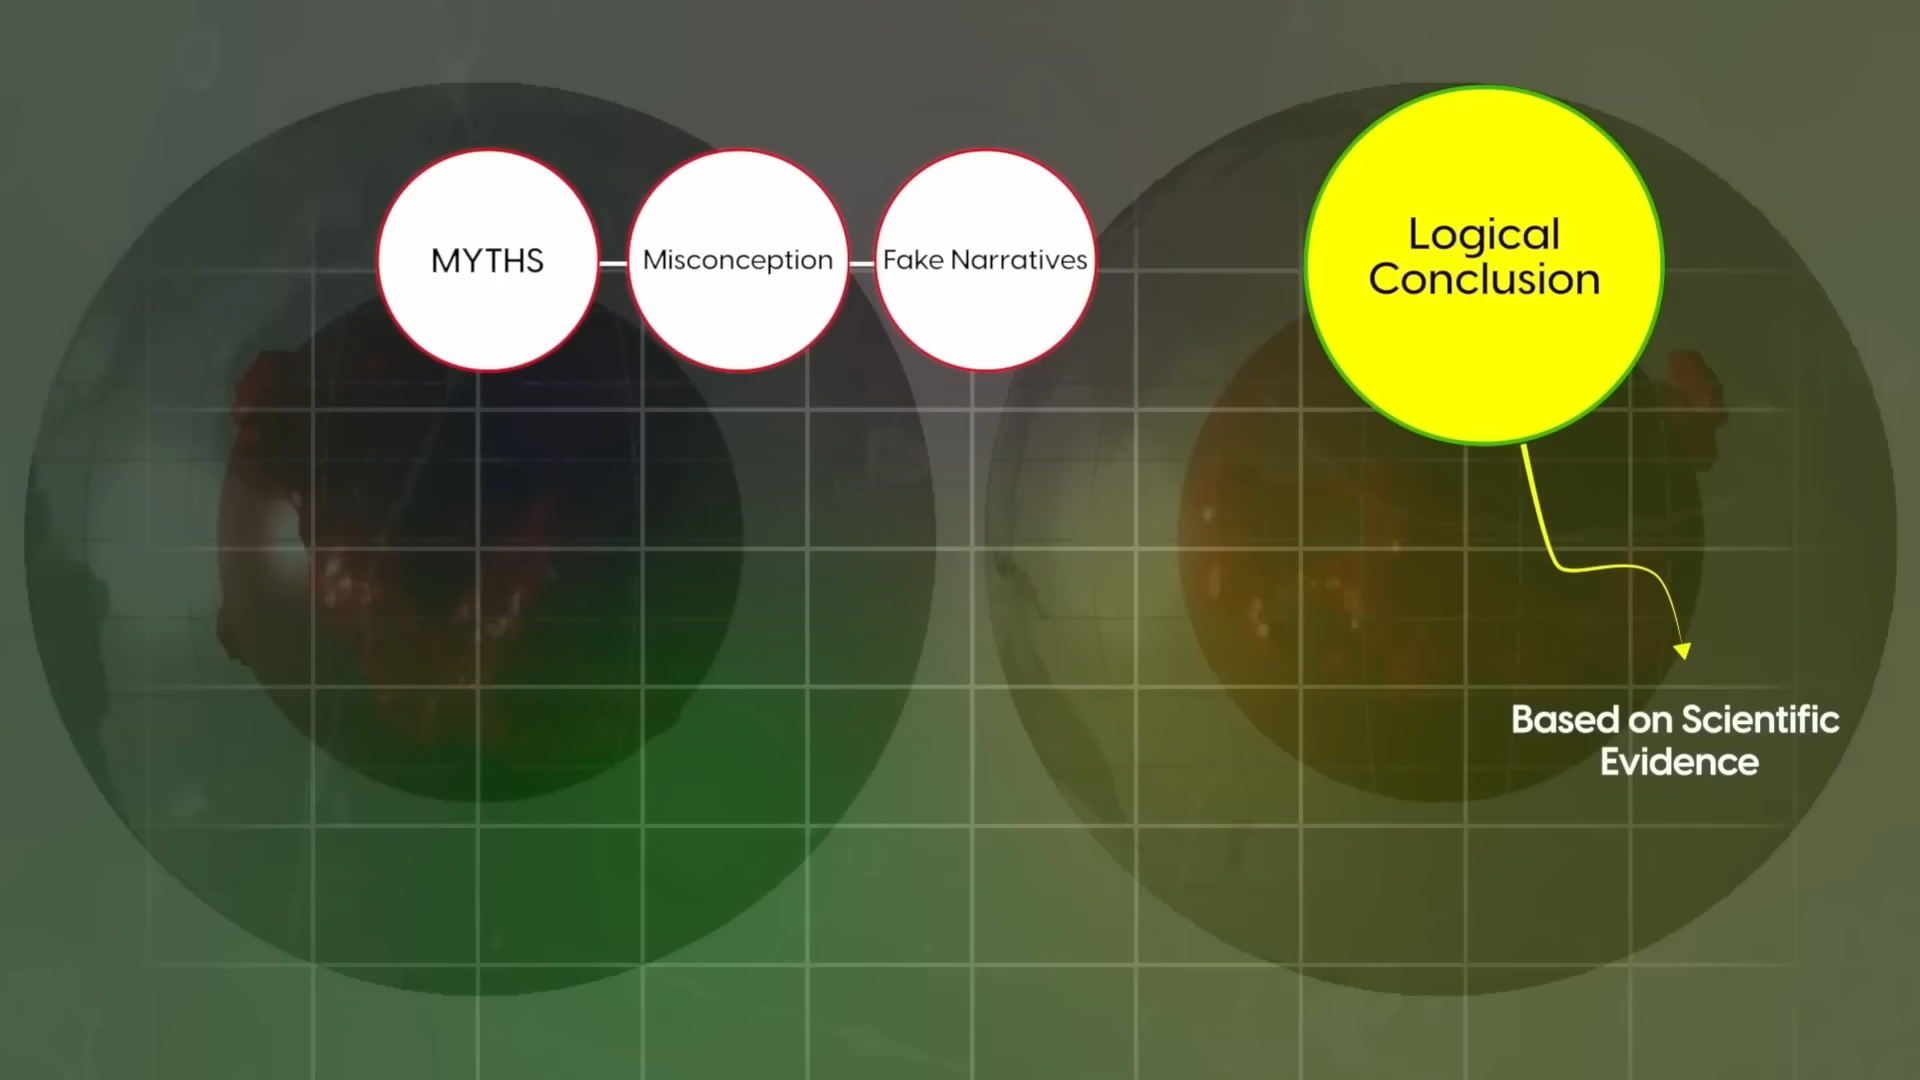 MYTHS
Misconception
Fake Narratives
Logical
Conclusion
Based on Scientific
Evidence